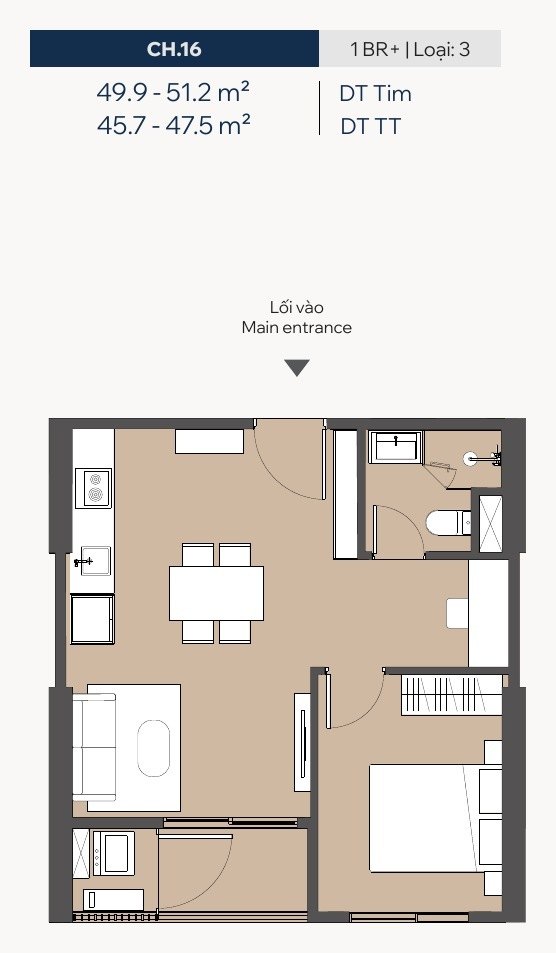 CH.16
1 BR+ | Loại: 3
49.9 - 51.2 m²
DT Tim
45.7 - 47.5 m²
DT TT
Lối vào
Main entrance